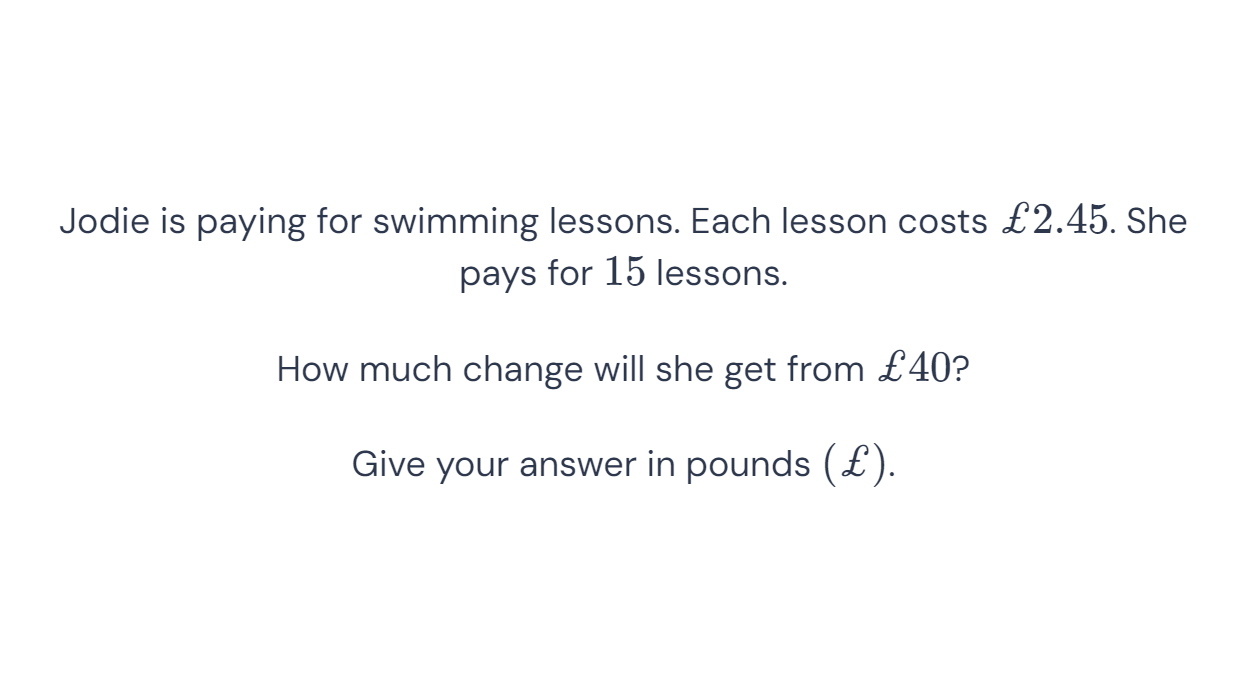 Jodie is paying for swimming lessons. Each lesson costs £2.45. She
pays for 15 lessons.
How much change will she get from £40?
Give your answer in pounds (£).